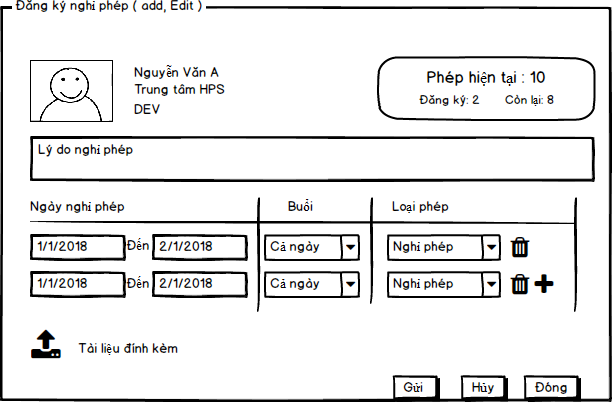 Đăng ký nghỉ phép ( add, Edit )
Nguyễn Văn A
Trung tâm HPS
DEV
Phép hiện tại : 10
Đăng ký: 2 Còn lại: 8
Lý do nghỉ phép
Ngày nghỉ phép Buổi Loại phép
1/1/2018 Đến 2/1/2018 Cả ngày Nghỉ phép
1/1/2018 Đến 2/1/2018 Cả ngày Nghỉ phép
Tài liệu đính kèm
Gửi Hủy Đóng